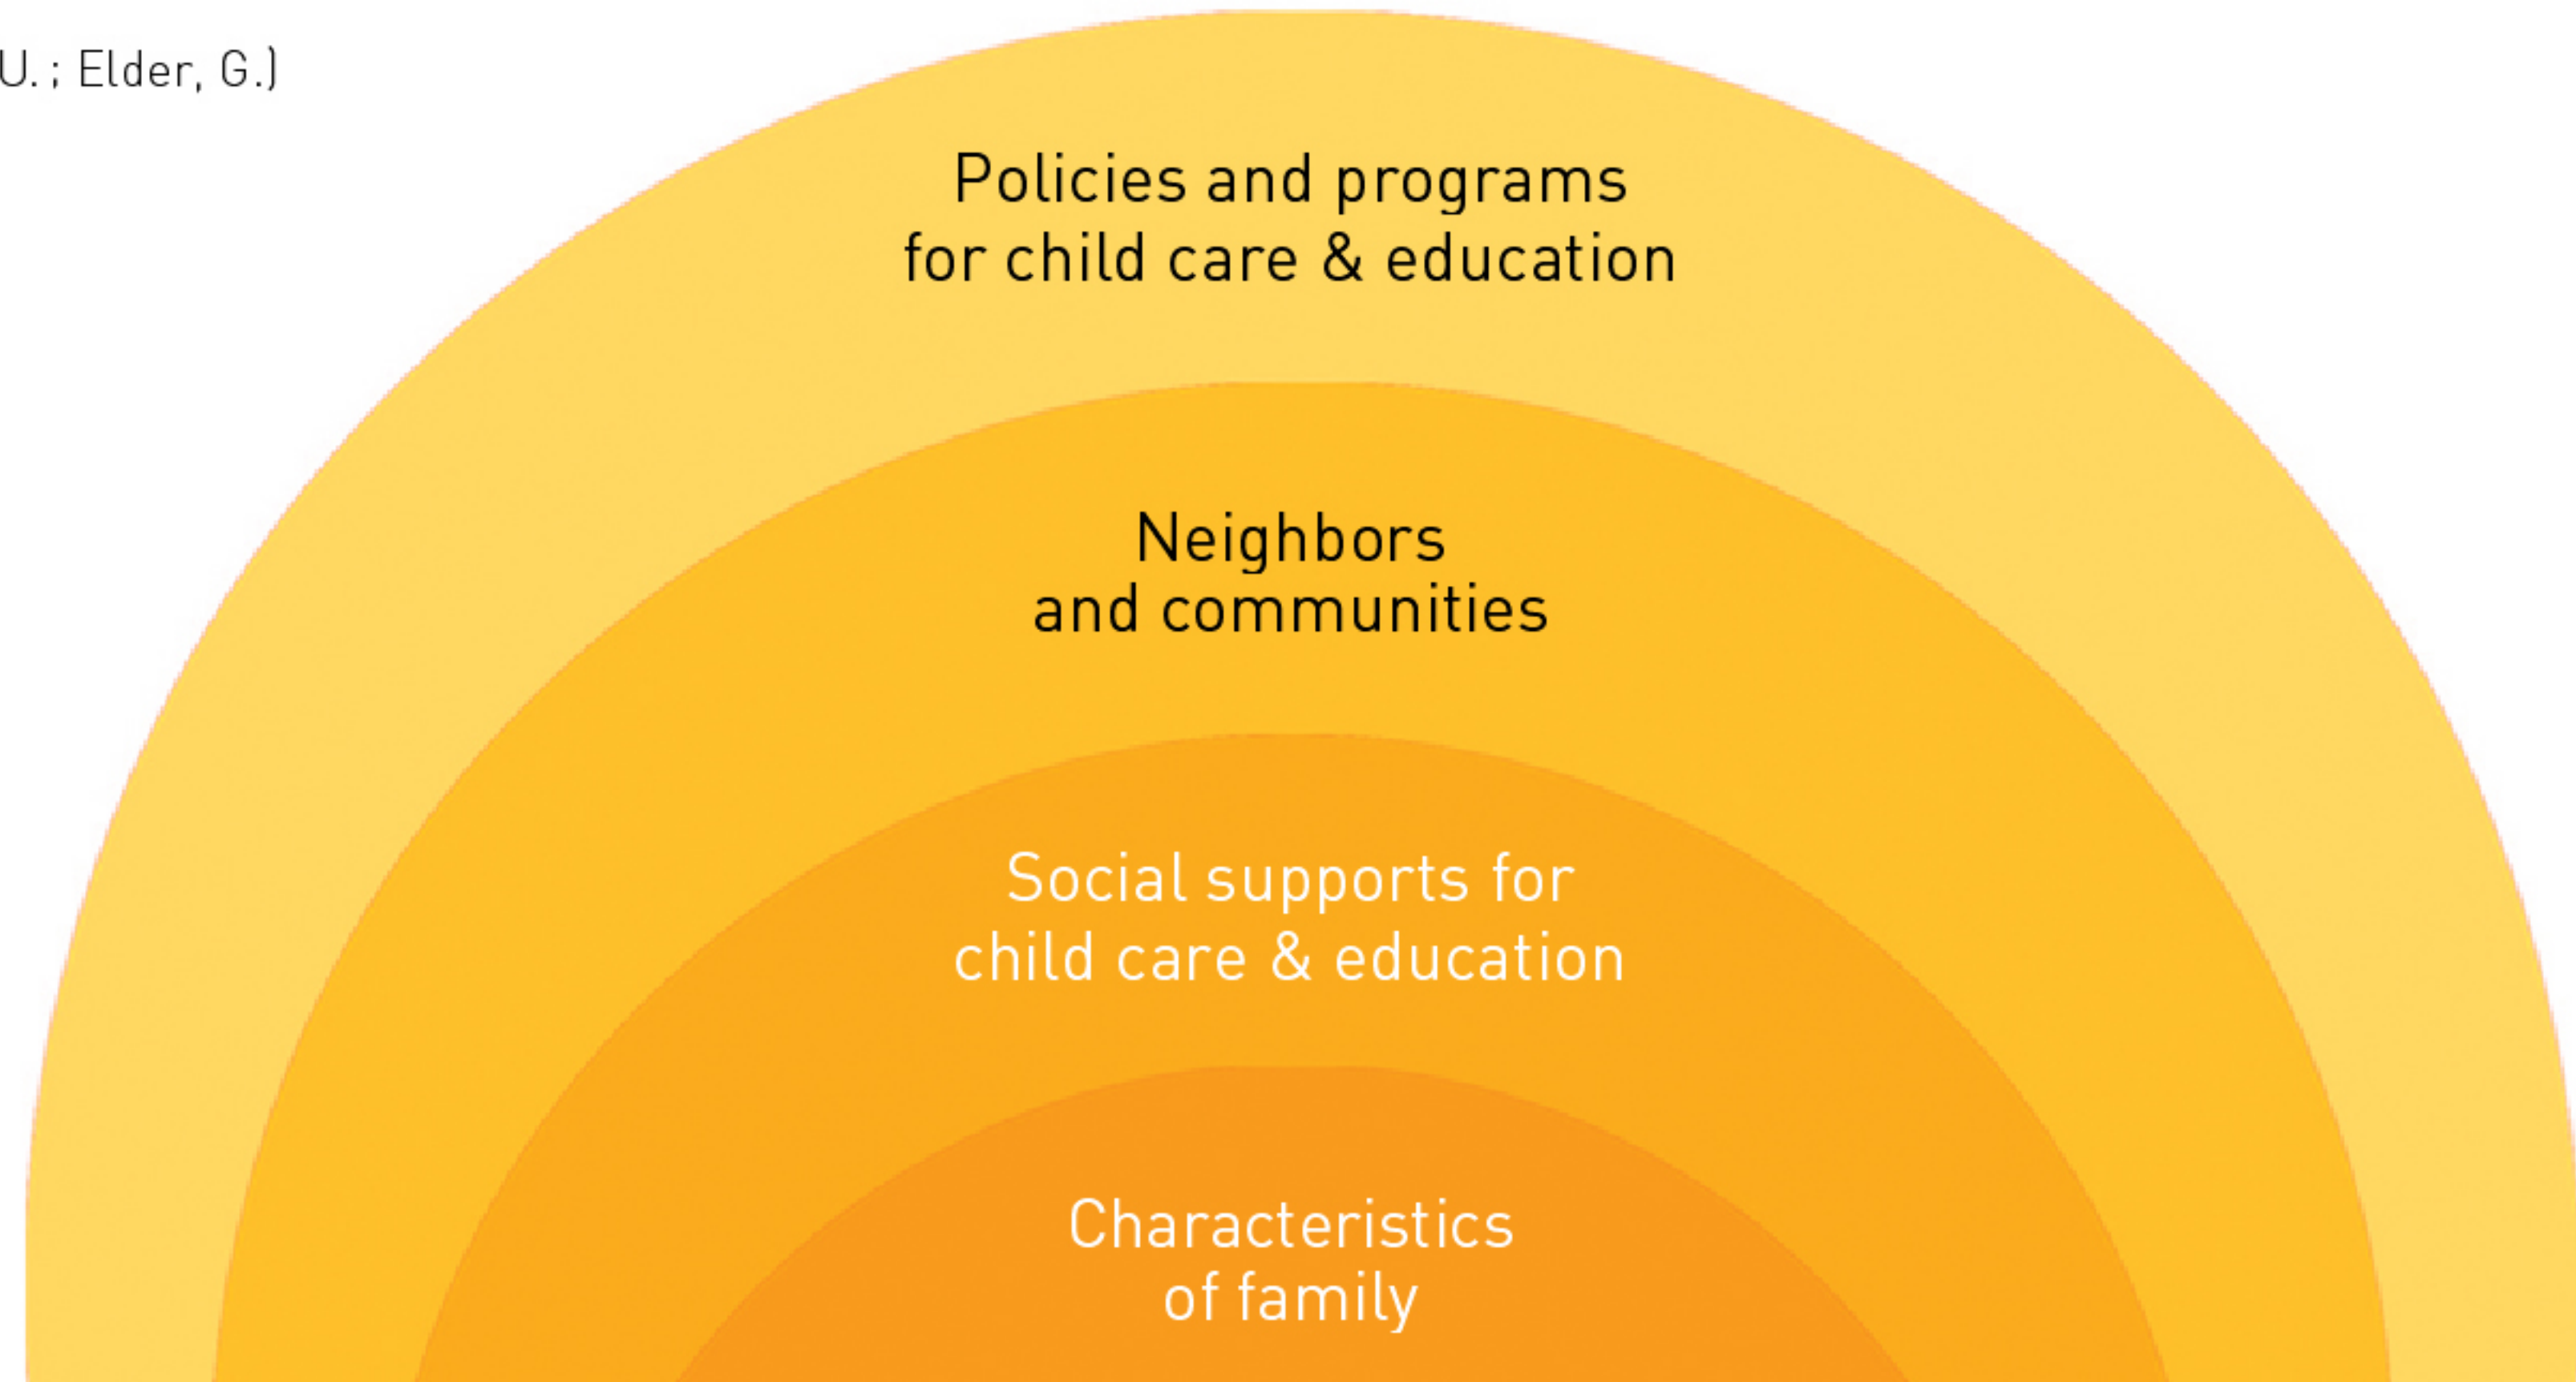 U. ; Elder, G.)
Policies and programs
for child care & education
Neighbors
and communities
Social supports for
child care & education
Characteristics
of family